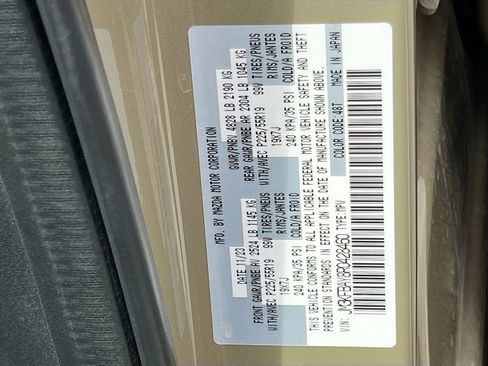 MFD. BY MAZDA MOTOR CORPORATION
DATE 11/23 GVWR/PNBV 4828 LB 2190 KG
FRONT GAWR/PNBE AV 2524 LB 1145 KG REAR GAWR/PNBE AR 2304 LB 1045 KG
WITH/AVEC P225/55R19 99V TIRES/PNEUS WITH/AVEC P225/55R19 99V TIRES/PNEUS
19X7J RIMS/JANTES 19X7J RIMS/JANTES
240 KPA/35 PSI COLD/A FROID 240 KPA/35 PSI COLD/A FROID
THIS VEHICLE CONFORMS TO ALL APPLICABLE FEDERAL MOTOR VEHICLE SAFETY AND THEFT
STANDARDS IN EFFECT ON THE DATE OF MANUFACTURE SHOWN ABOVE.
VIN: TYPE:MPV COLOR CODE 48T MADE IN JAPAN